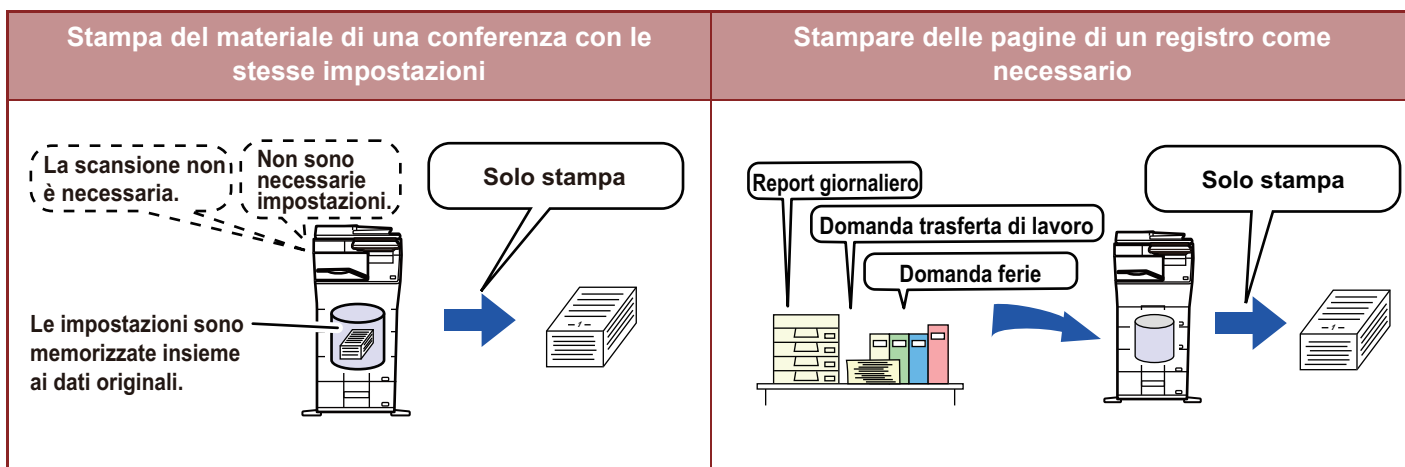 Stampa del materiale di una conferenza con le
stesse impostazioni
La scansione non
è necessaria.
Non sono
necessarie
impostazioni.
Solo stampa
Le impostazioni sono
memorizzate insieme
ai dati originali.
-1-
Stampare delle pagine di un registro come
necessario
Report giornaliero
Domanda trasferta di lavoro
Domanda ferie
Solo stampa
-1-